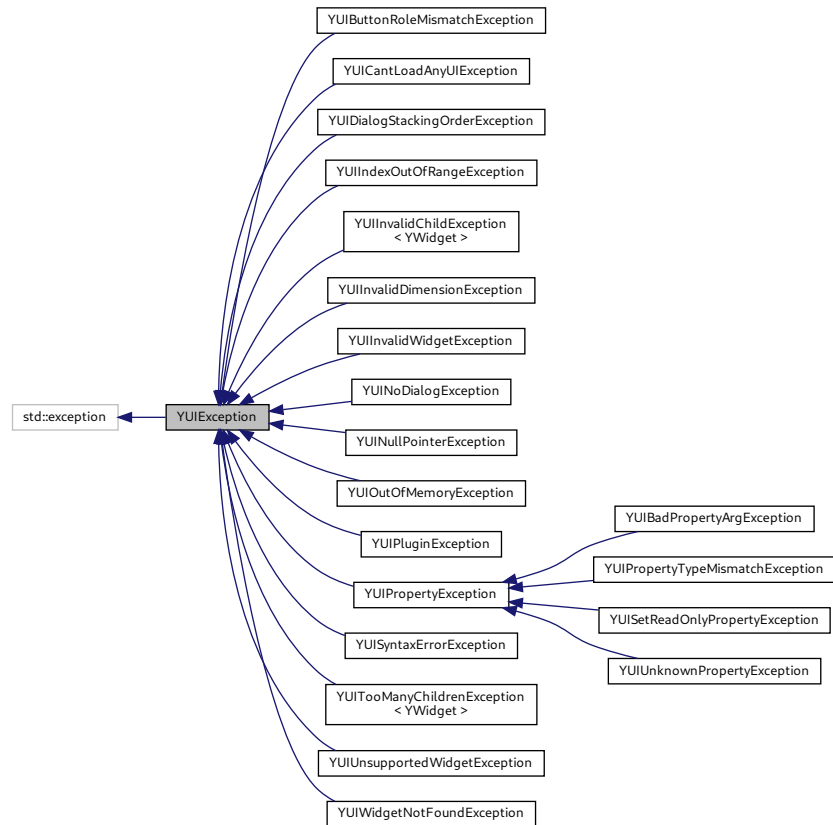 YUIButtonRoleMismatchException
YUICantLoadAnyUIException
YUIDialogStackingOrderException
YUIIndexOutOfRangeException
YUIInvalidChildException
< YWidget >
YUIInvalidDimensionException
YUIInvalidWidgetException
YUINoDialogException
std::exception
YUIException
YUINullPointerException
YUIOutOfMemoryException
YUIPluginException
YUIPropertyException
YUIBadPropertyArgException
YUIPropertyTypeMismatchException
YUISetReadOnlyPropertyException
YUIUnknownPropertyException
YUISyntaxErrorException
YUITooManyChildrenException
< YWidget >
YUIUnsupportedWidgetException
YUIWidgetNotFoundException